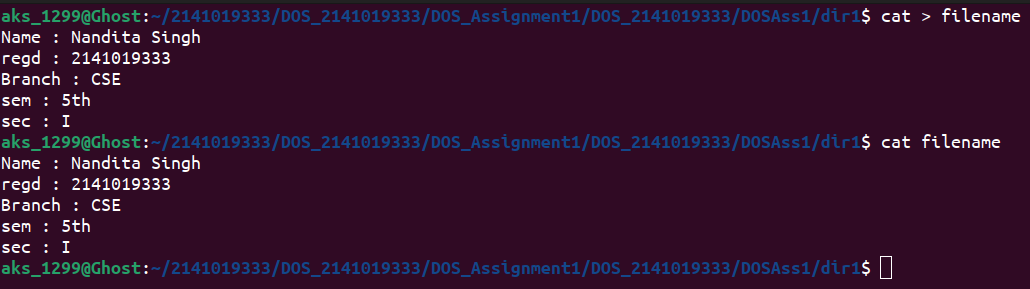 aks_1299@Ghost:~/2141019333/DOS_2141019333/DOS_Assignment1/DOS_2141019333/DOSAss1/dir1$ cat > filename
Name : Nandita Singh
regd : 2141019333
Branch : CSE
sem : 5th
sec : I
aks_1299@Ghost:~/2141019333/DOS_2141019333/DOS_Assignment1/DOS_2141019333/DOSAss1/dir1$ cat filename
Name : Nandita Singh
regd : 2141019333
Branch : CSE
sem : 5th
sec : I
aks_1299@Ghost:~/2141019333/DOS_2141019333/DOS_Assignment1/DOS_2141019333/DOSAss1/dir1$